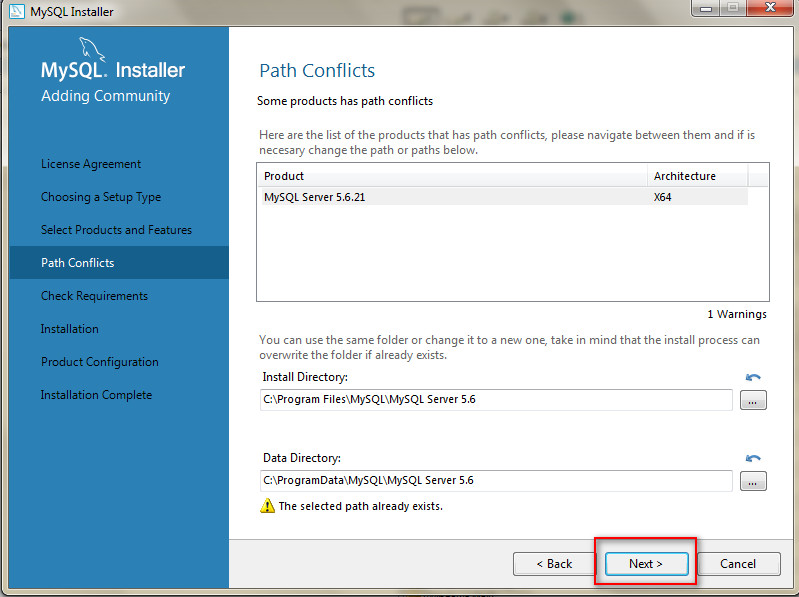 MySQL Installer
MySQL. Installer
Adding Community
License Agreement
Choosing a Setup Type
Select Products and Features
Path Conflicts
Check Requirements
Installation
Product Configuration
Installation Complete
Path Conflicts
Some products has path conflicts
Here are the list of the products that has path conflicts, please navigate between them and if is
necesary change the path or paths below.
Product Architecture
MySQL Server 5.6.21 X64
1 Warnings
You can use the same folder or change it to a new one, take in mind that the install process can
overwrite the folder if already exists.
Install Directory:
C:\Program Files\MySQL\MySQL Server 5.6
...
Data Directory:
C:\ProgramData\MySQL\MySQL Server 5.6
...
The selected path already exists.
< Back Next > Cancel